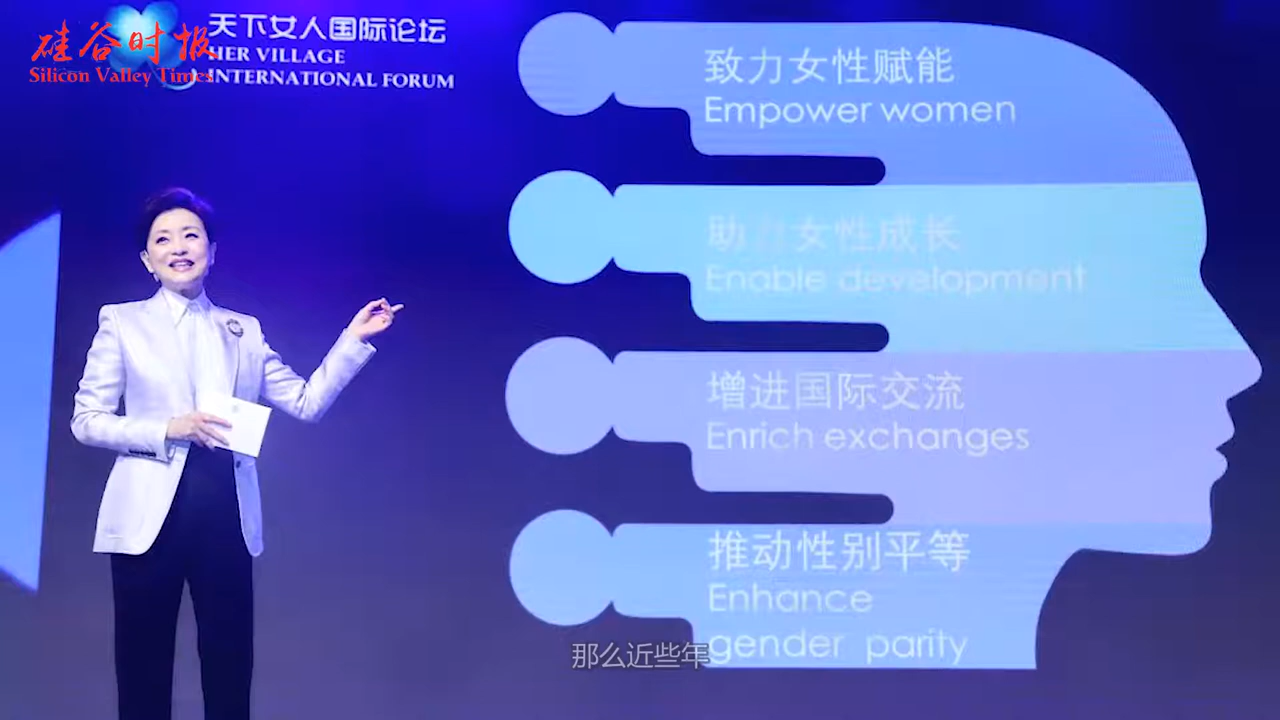 天下女人国际论坛
HER VILLAGE
INTERNATIONAL FORUM
硅谷时报
Silicon Valley Times
致力女性赋能
Empower women
助力女性成长
Enable development
增进国际交流
Enrich exchanges
推动性别平等
Enhance
gender parity
那么近些年